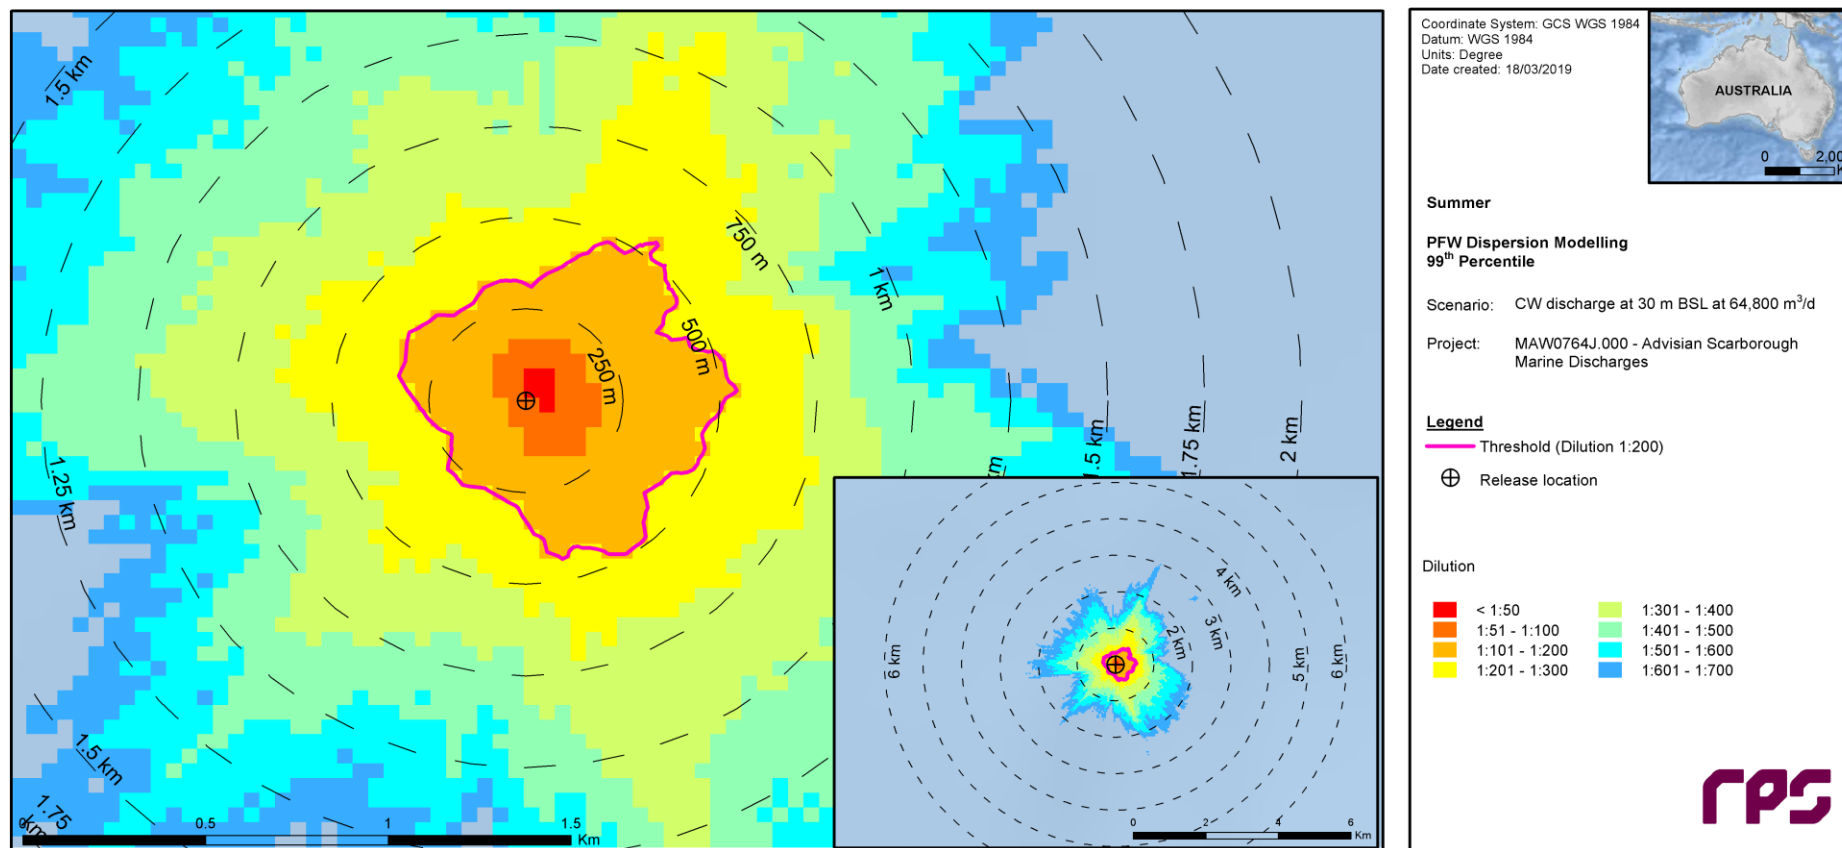 1.5 km
750 m
1 km
500 m
250 m
1.25 km
km
1.5 km
1.75 km
2 km
1.5 km
1.75
km
0.5
1
1.5
Km
4 km
3 km
2 km
6 km
5 km
6 km
0
2
4
6
Km
Coordinate System: GCS WGS 1984
Datum: WGS 1984
Units: Degree
Date created: 18/03/2019
AUSTRALIA
0
Summer
PFW Dispersion Modelling
99th Percentile
Scenario: CW discharge at 30 m BSL at 64,800 m³/d
Project: MAW0764J.000 - Advisian Scarborough
Marine Discharges
Legend
Threshold (Dilution 1:200)
Release location
Dilution
< 1:50
1:51 - 1:100
1:101 - 1:200
1:201 - 1:300
1:301 - 1:400
1:401 - 1:500
1:501 - 1:600
1:601 - 1:700
rps